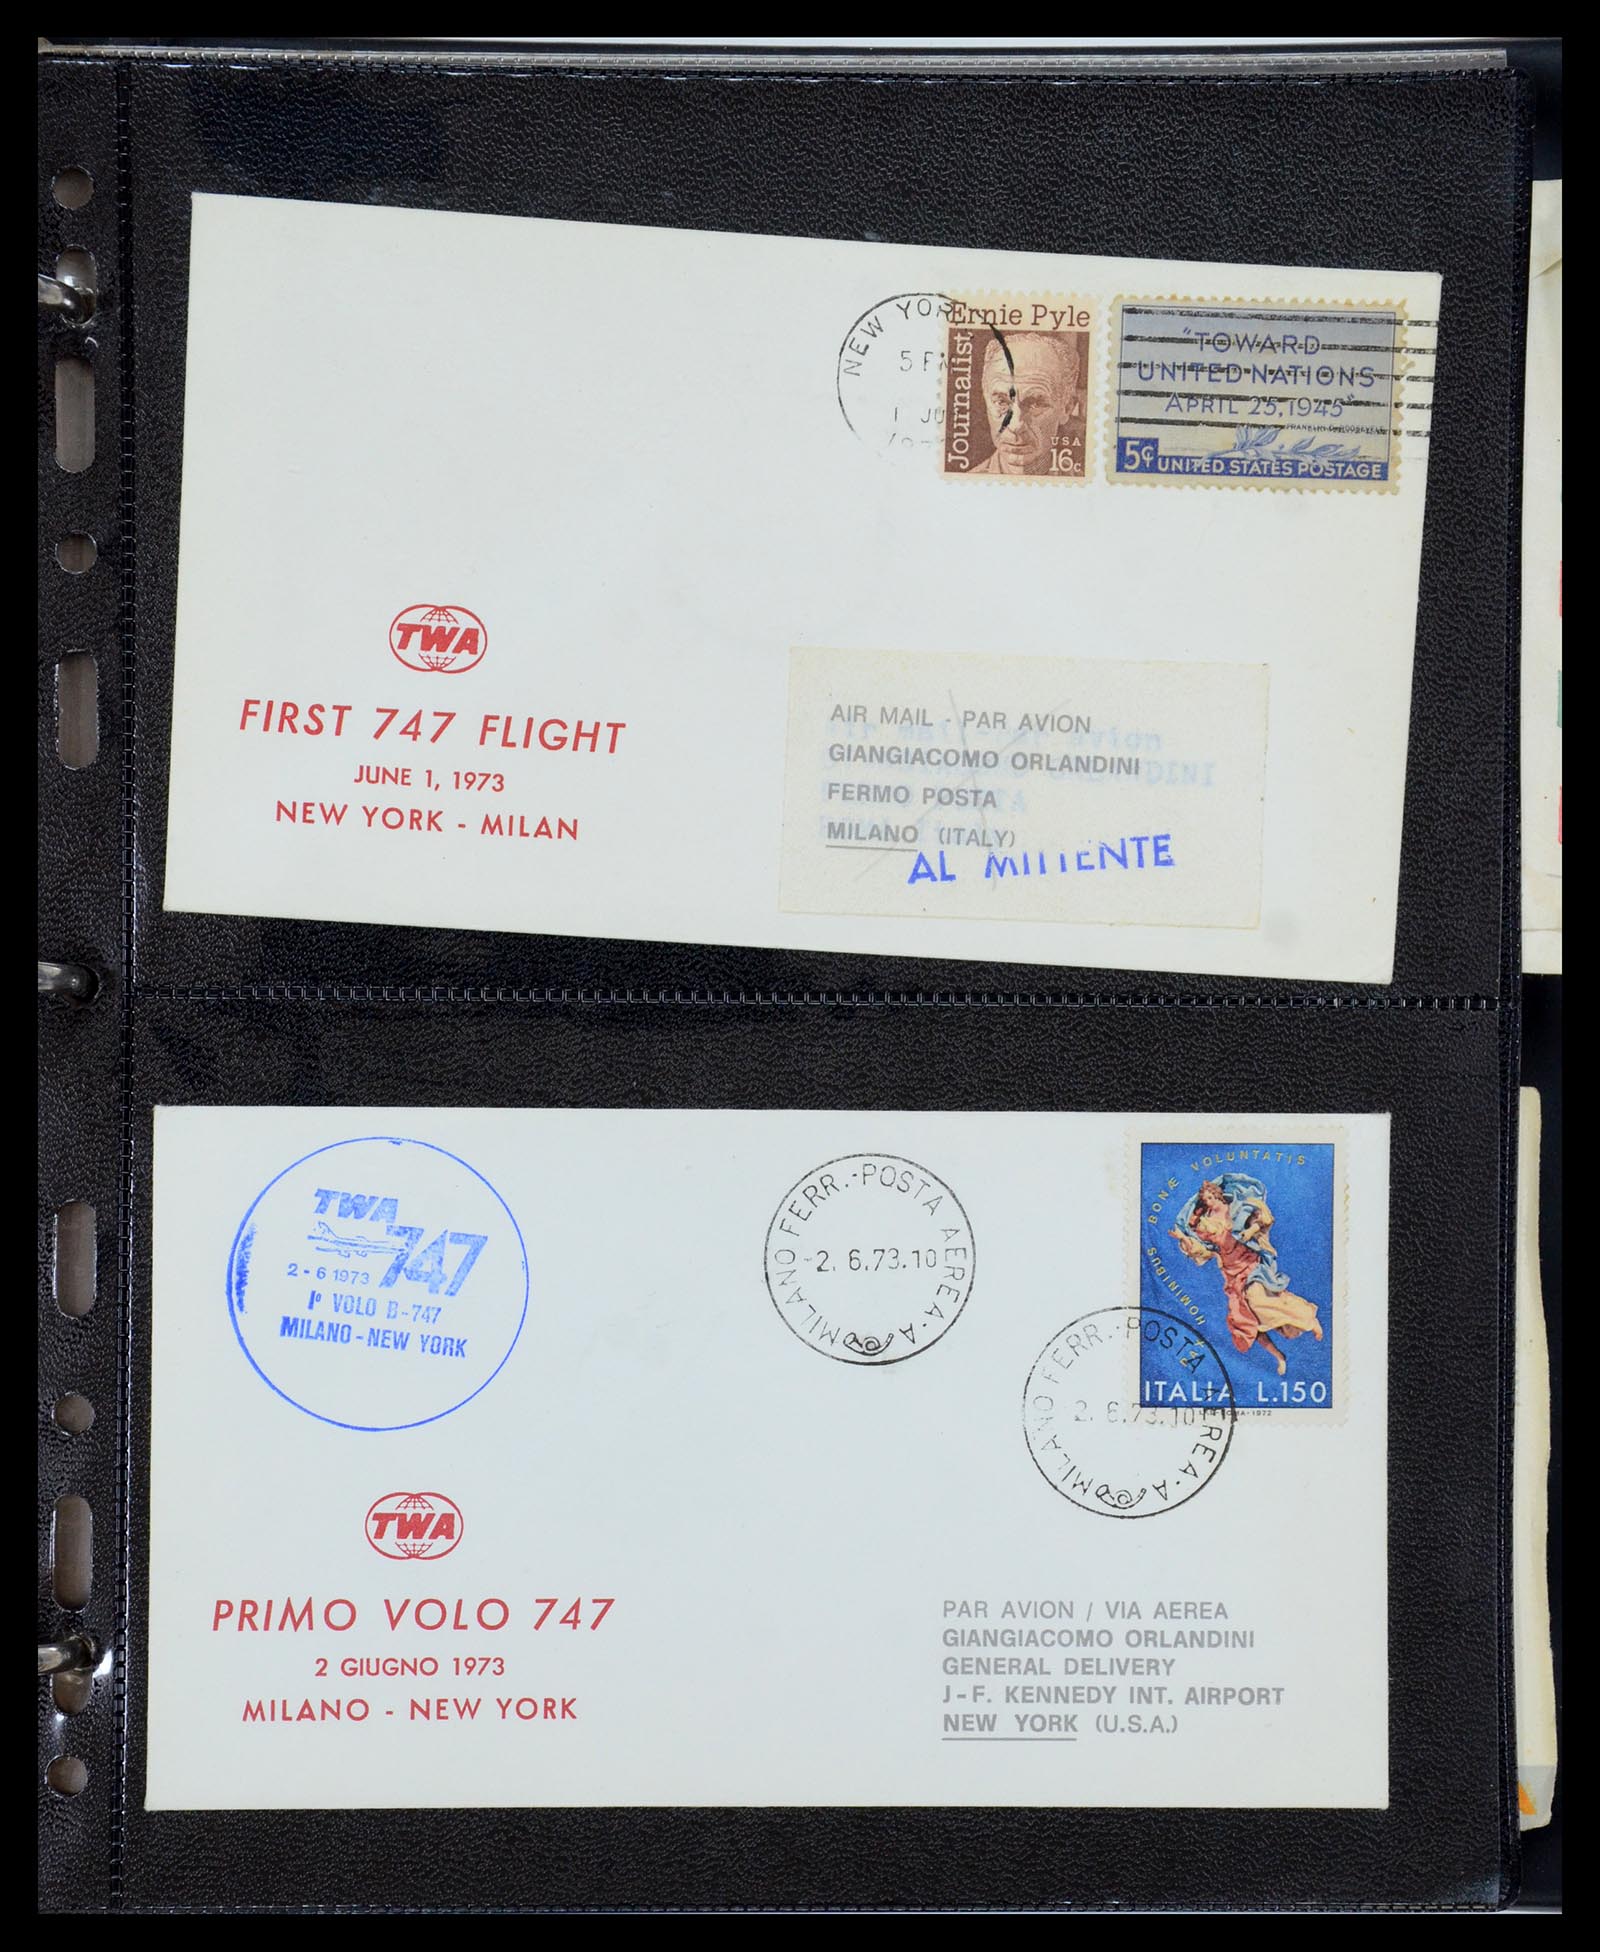 NEW YOR
5 P
1 JU
Ernie Pyle
Journalist
USA
16c
"TOWARD
UNITED NATIONS
APRIL 25, 1945"
FRANKLIN D. ROOSEVELT
5¢ UNITED STATES POSTAGE
TWA
FIRST 747 FLIGHT
JUNE 1, 1973
NEW YORK - MILAN
AIR MAIL - PAR AVION
GIANGIACOMO ORLANDINI
FERMO POSTA
MILANO (ITALY)
AL MITTENTE
TWA
747
2-6 1973
I° VOLO B-747
MILANO-NEW YORK
MILANO FERR.-POSTA AEREA·A
-2. 6.73.10
HOMINIBUS BONÆ VOLUNTATIS
ITALIA L.150
MILANO FERR.-POSTA AEREA·A
2. 6.73.10
TWA
PRIMO VOLO 747
2 GIUGNO 1973
MILANO - NEW YORK
PAR AVION / VIA AEREA
GIANGIACOMO ORLANDINI
GENERAL DELIVERY
J-F. KENNEDY INT. AIRPORT
NEW YORK (U.S.A.)